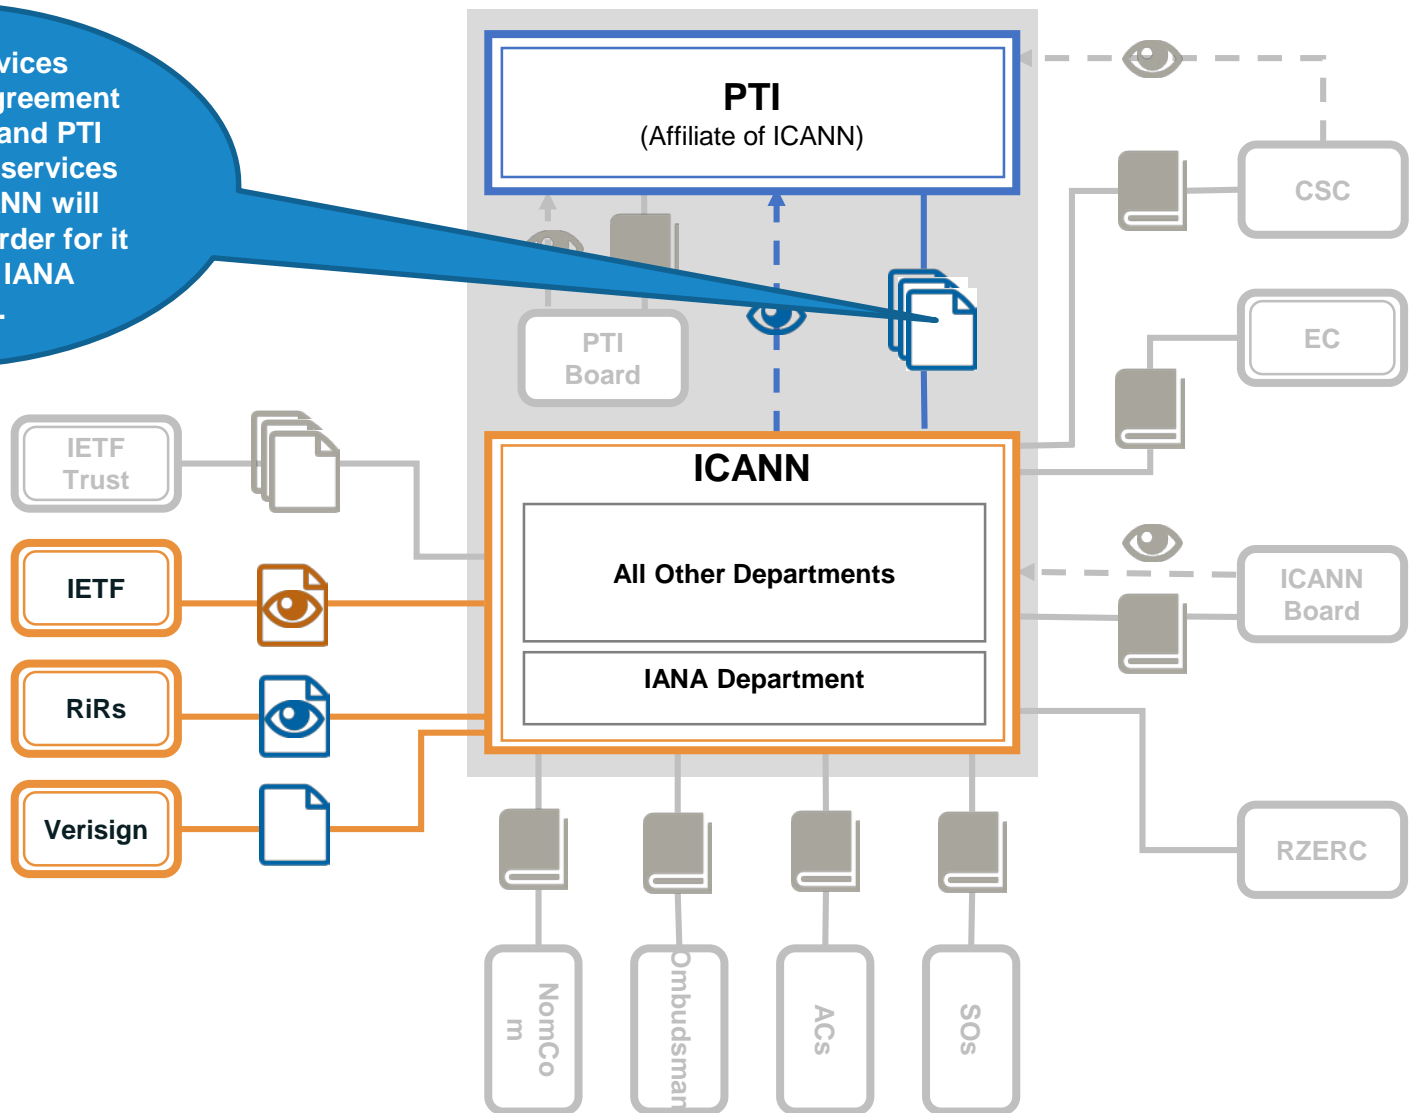 vices
greement
and PTI
services
NN will
rder for it
IANA
.
PTI
(Affiliate of ICANN)
CSC
EC
PTI
Board
IETF
Trust
ICANN
All Other Departments
IETF
ICANN
Board
IANA Department
RiRs
Verisign
RZERC
NomCo
m
Ombudsman
ACs
SOs